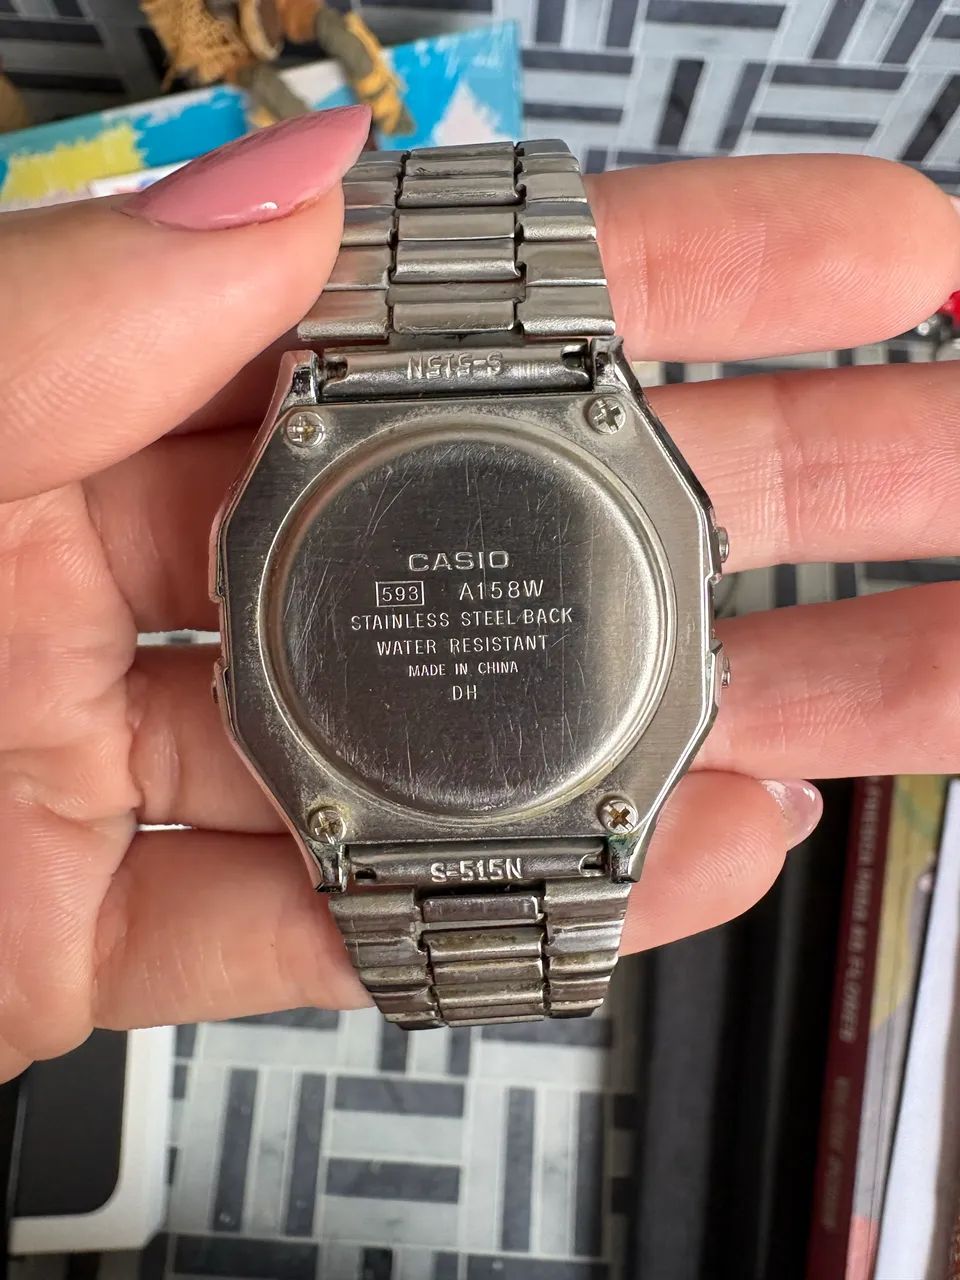 S-515N
CASIO
593 A158W
STAINLESS STEEL BACK
WATER RESISTANT
MADE IN CHINA
DH
S-515N